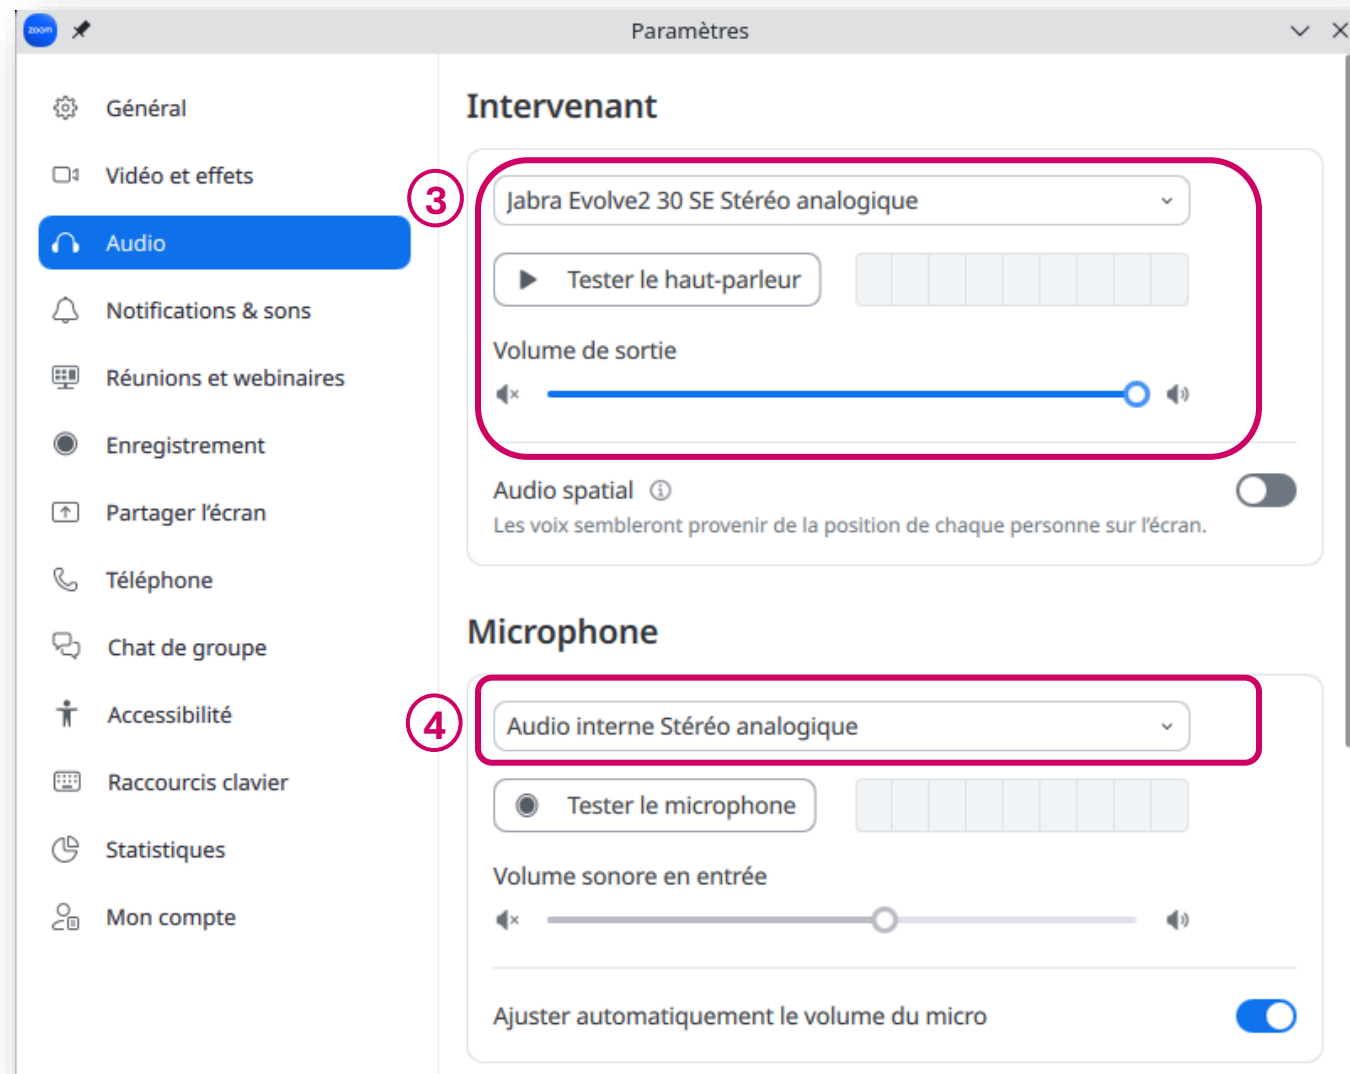 zoom
Paramètres
Général
Vidéo et effets
Audio
Notifications & sons
Réunions et webinaires
Enregistrement
Partager l’écran
Téléphone
Chat de groupe
Accessibilité
Raccourcis clavier
Statistiques
Mon compte
Intervenant
3
Jabra Evolve2 30 SE Stéréo analogique
Tester le haut-parleur
Volume de sortie
Audio spatial
Les voix sembleront provenir de la position de chaque personne sur l’écran.
Microphone
4
Audio interne Stéréo analogique
Tester le microphone
Volume sonore en entrée
Ajuster automatiquement le volume du micro